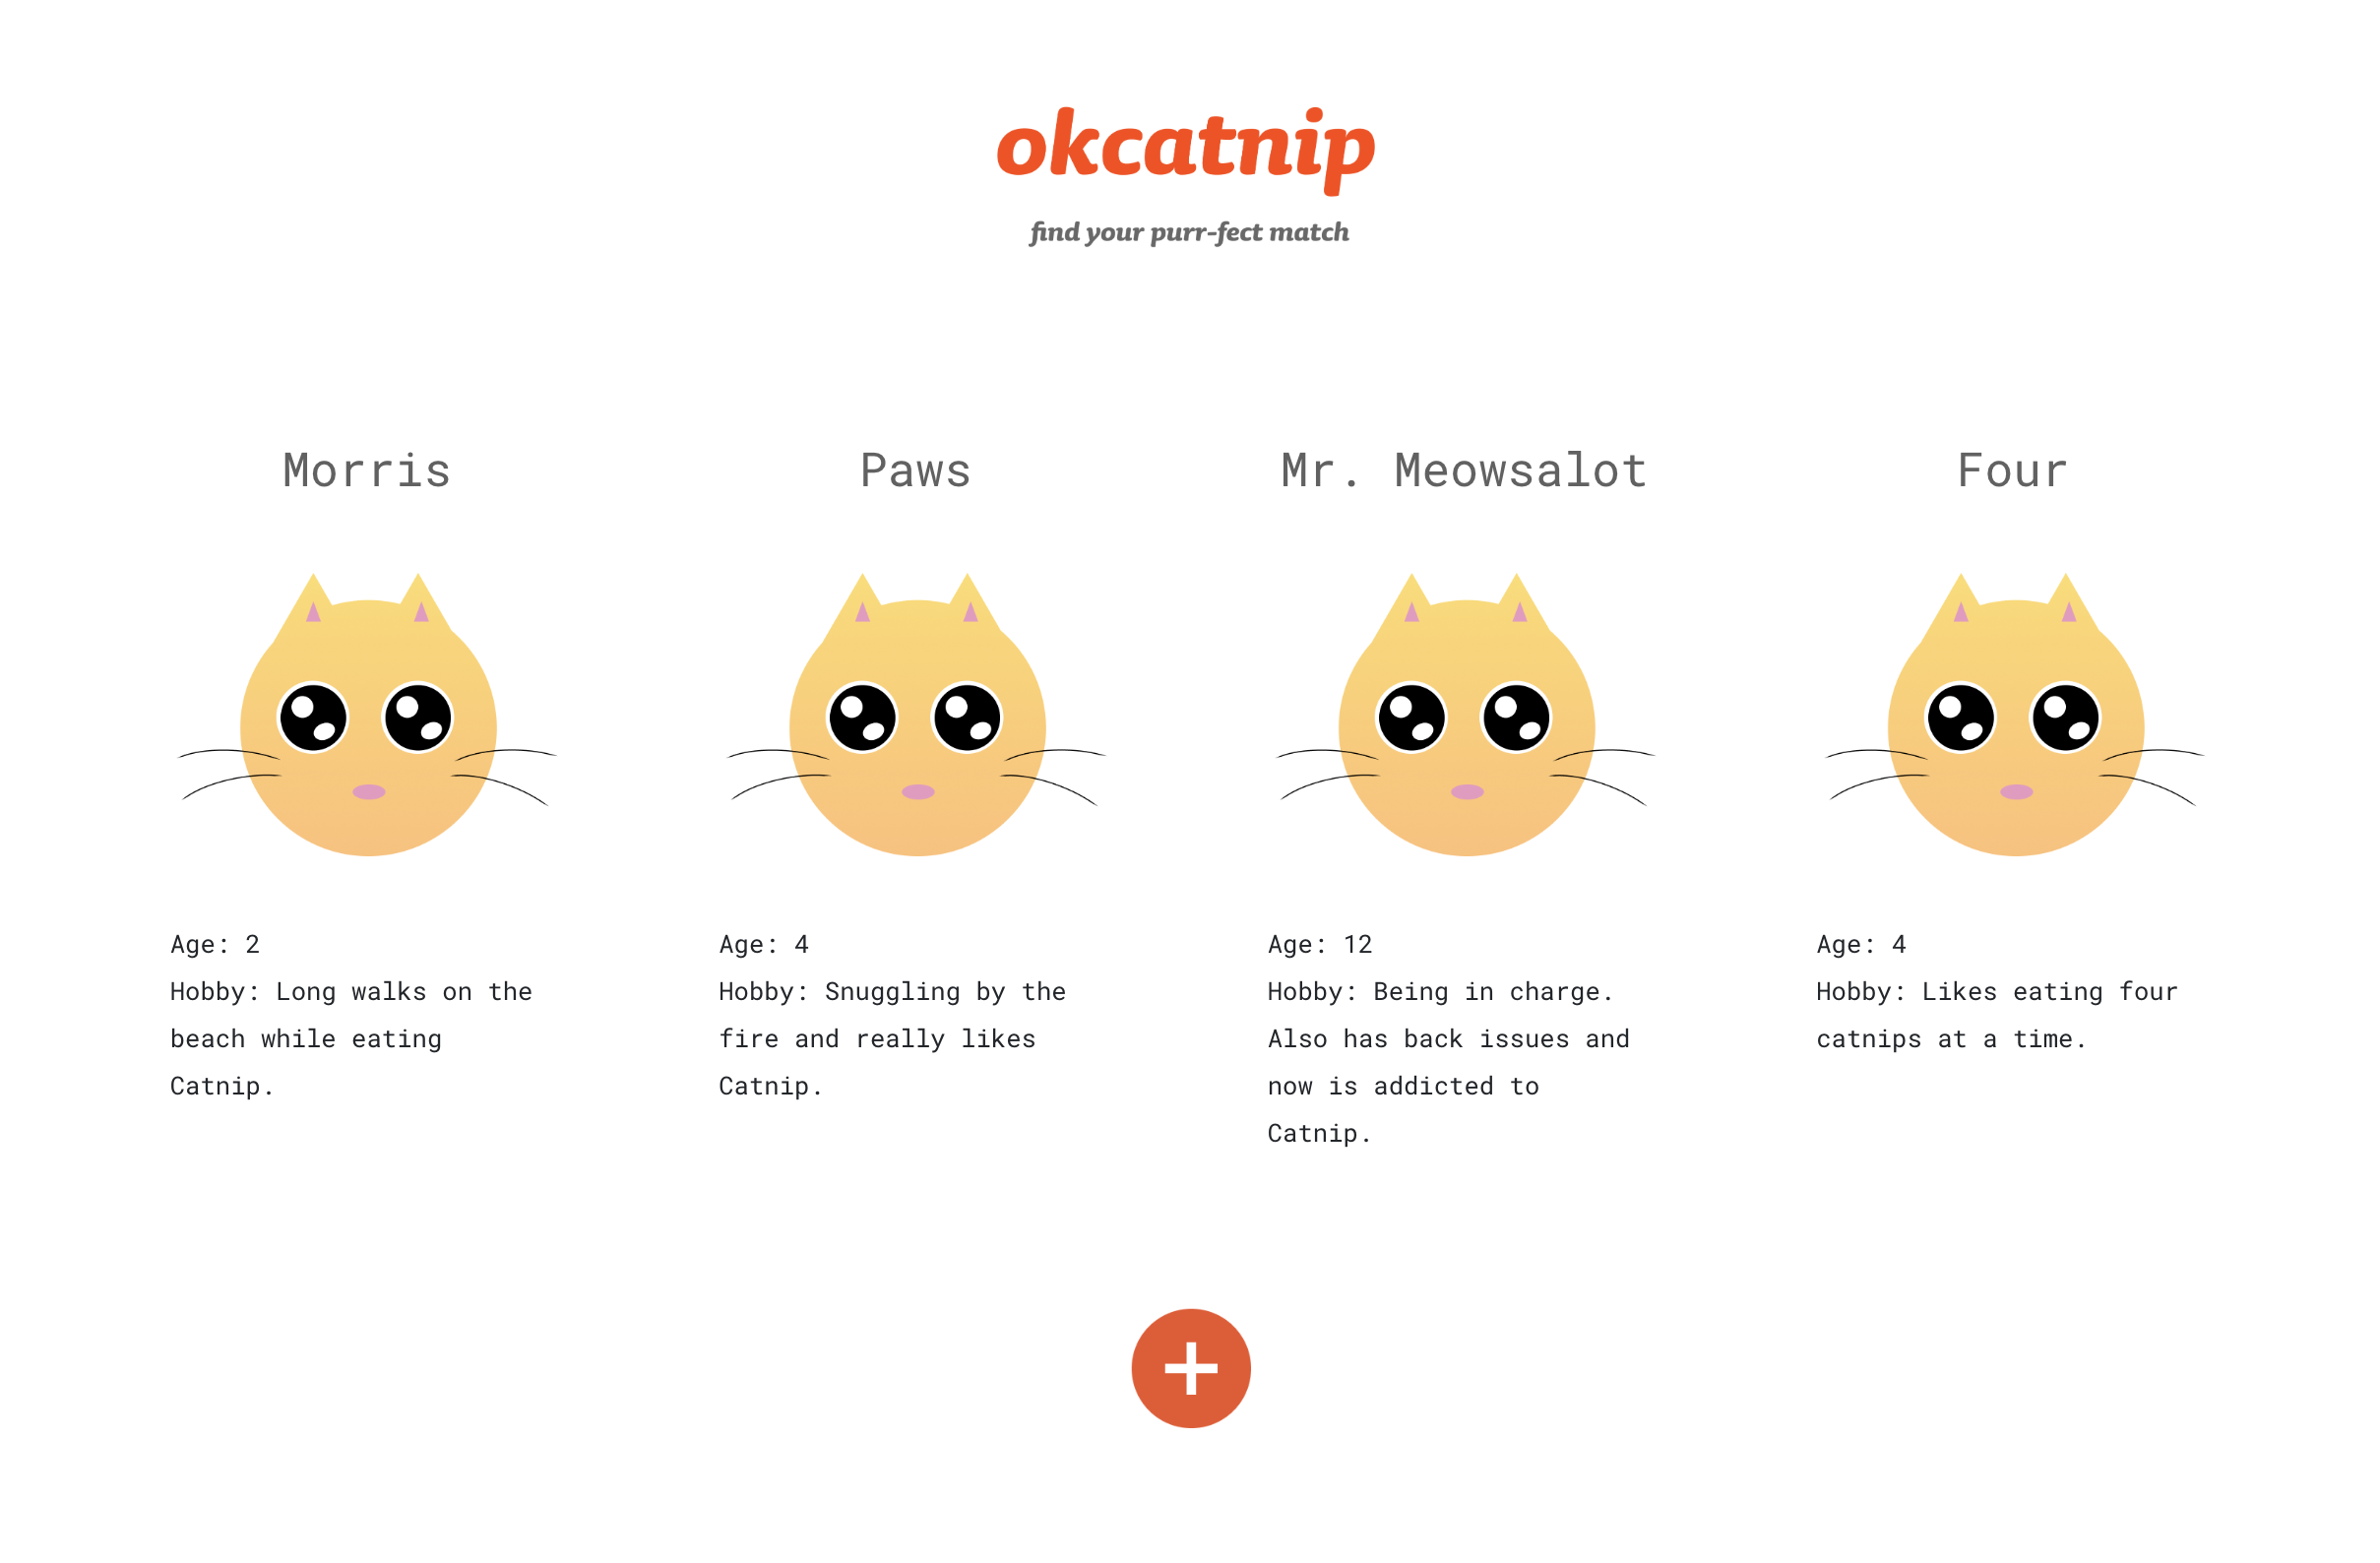 okcatnip
find your purr-fect match
Morris
Age: 2
Hobby: Long walks on the
beach while eating
Catnip.
Paws
Age: 4
Hobby: Snuggling by the
fire and really likes
Catnip.
Mr. Meowsalot
Age: 12
Hobby: Being in charge.
Also has back issues and
now is addicted to
Catnip.
Four
Age: 4
Hobby: Likes eating four
catnips at a time.
+